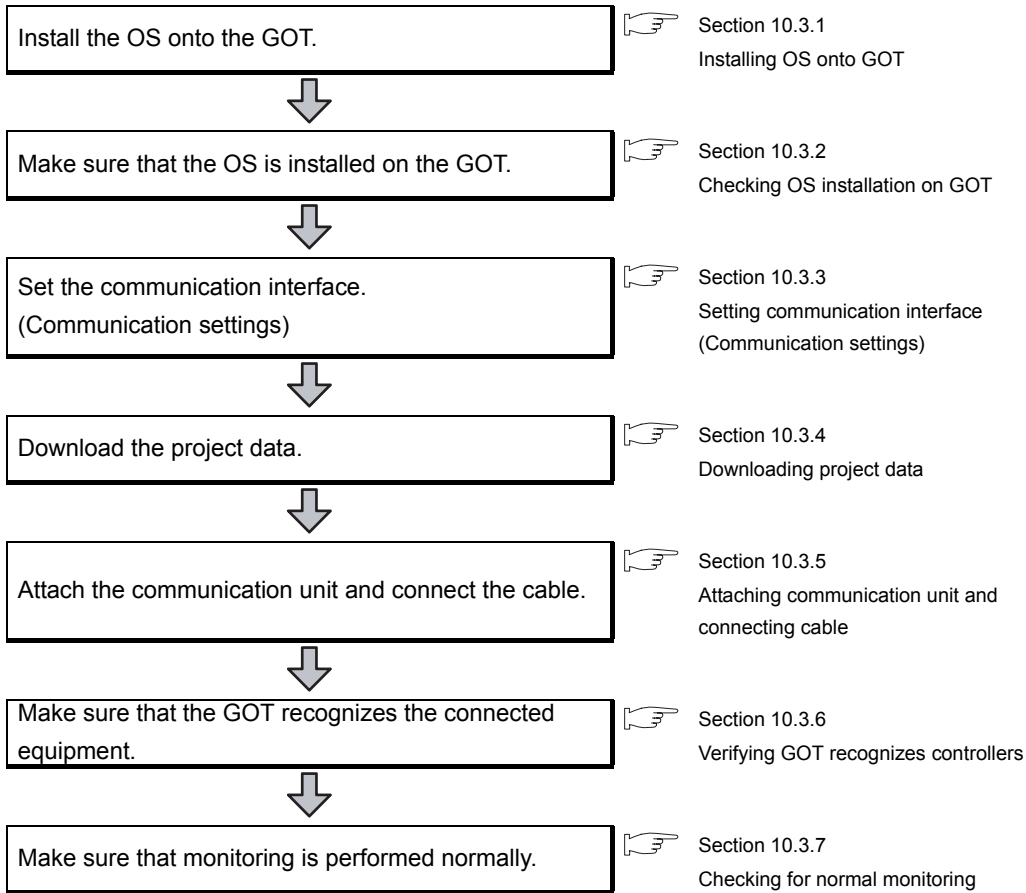 Install the OS onto the GOT.
Section 10.3.1
Installing OS onto GOT
Make sure that the OS is installed on the GOT.
Section 10.3.2
Checking OS installation on GOT
Set the communication interface.
(Communication settings)
Section 10.3.3
Setting communication interface
(Communication settings)
Download the project data.
Section 10.3.4
Downloading project data
Attach the communication unit and connect the cable.
Section 10.3.5
Attaching communication unit and
connecting cable
Make sure that the GOT recognizes the connected
equipment.
Section 10.3.6
Verifying GOT recognizes controllers
Make sure that monitoring is performed normally.
Section 10.3.7
Checking for normal monitoring